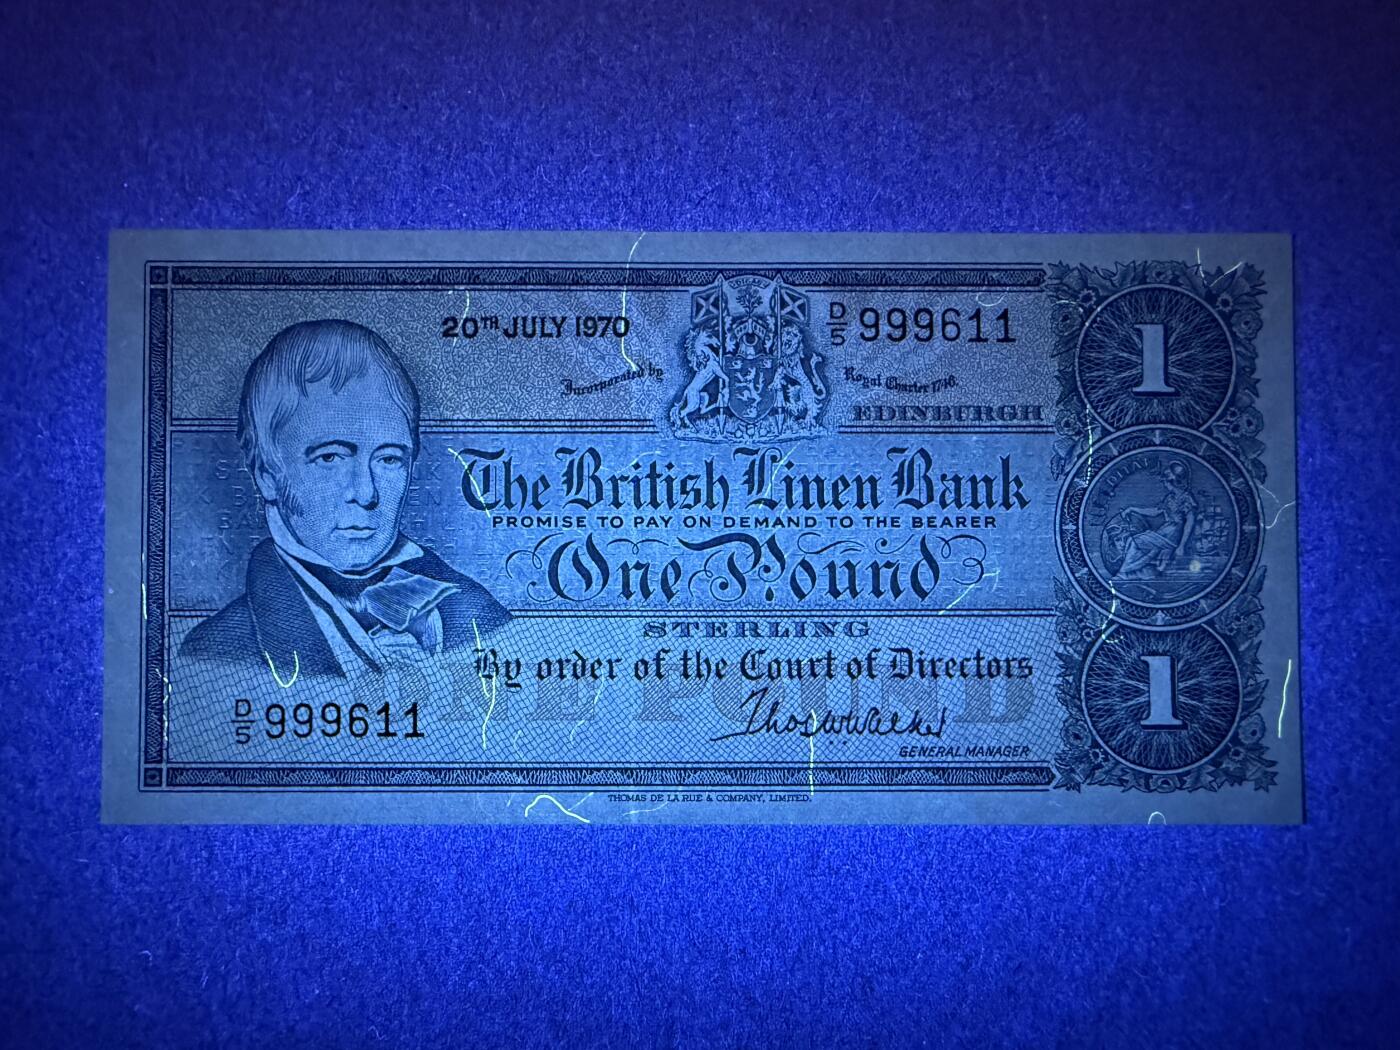 20TH JULY 1970
D/5 999611
Incorporated by
Royal Charter 1746.
EDINBURGH
The British Linen Bank
PROMISE TO PAY ON DEMAND TO THE BEARER
One Pound
STERLING
By order of the Court of Directors
ONE POUND
D/5 999611
GENERAL MANAGER
THOMAS DE LA RUE & COMPANY, LIMITED.
1
1